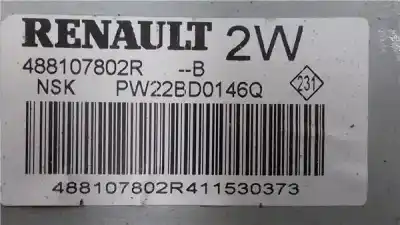 RENAULT 2W
488107802R --B
NSK PW22BD0146Q 231
488107802R411530373